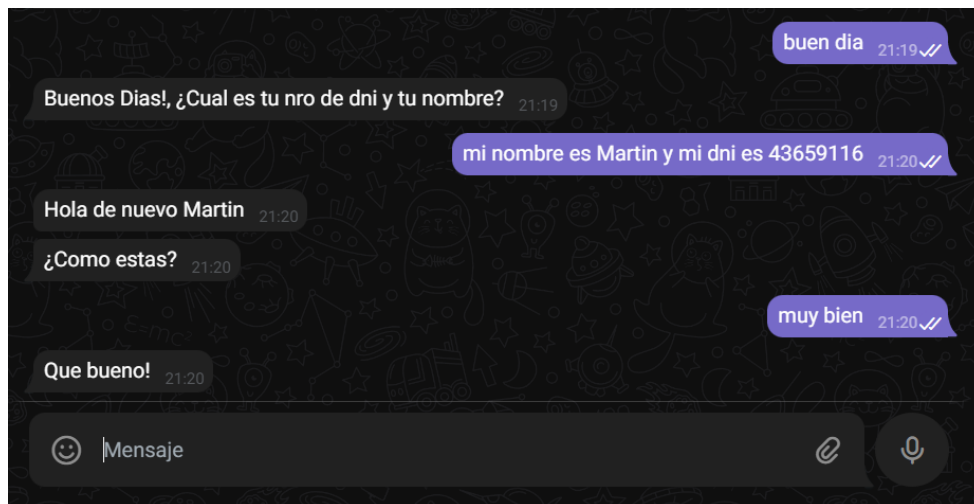 buen dia 21:19
Buenos Dias!, ¿Cual es tu nro de dni y tu nombre? 21:19
mi nombre es Martin y mi dni es 43659116 21:20
Hola de nuevo Martin 21:20
¿Como estas? 21:20
muy bien 21:20
Que bueno! 21:20
Mensaje